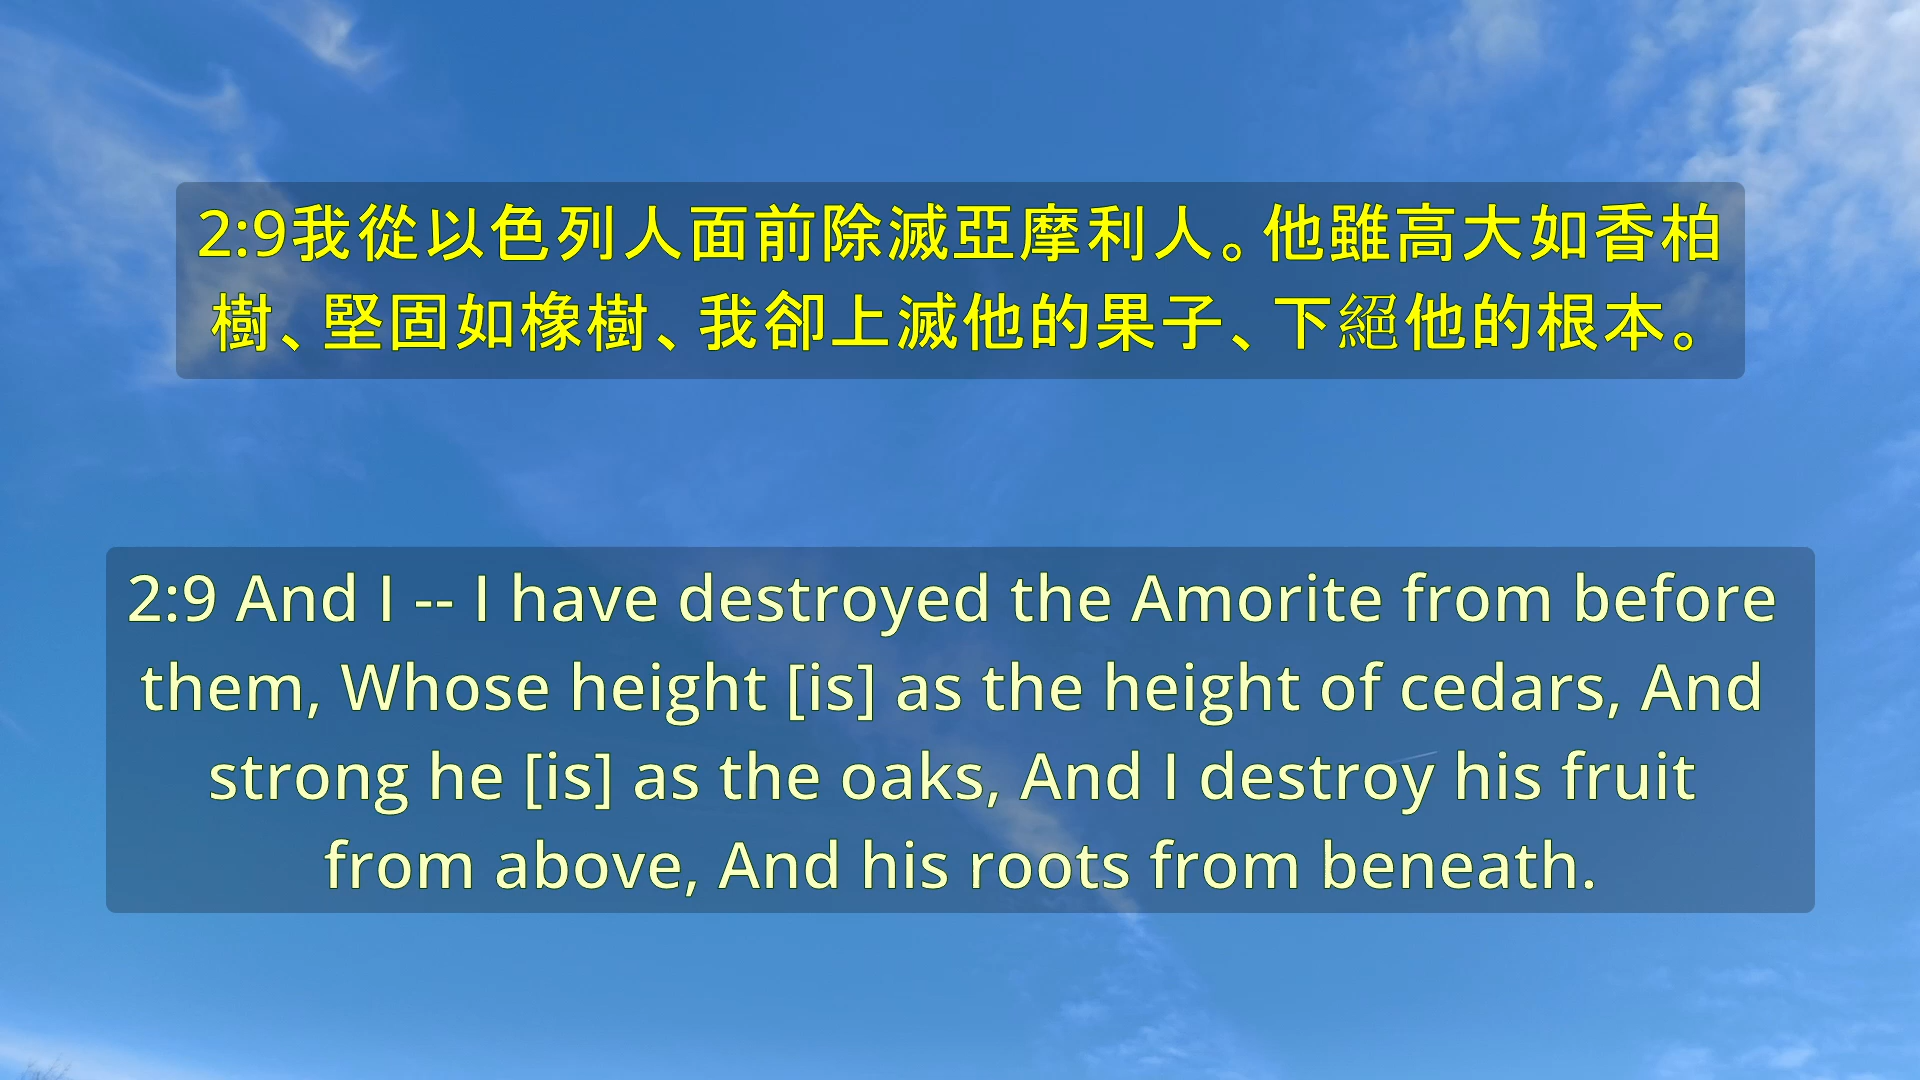 2:9我從以色列人面前除滅亞摩利人。他雖高大如香柏
樹、堅固如橡樹、我卻上滅他的果子、下絕他的根本。
2:9 And I -- I have destroyed the Amorite from before
them, Whose height [is] as the height of cedars, And
strong he [is] as the oaks, And I destroy his fruit
from above, And his roots from beneath.